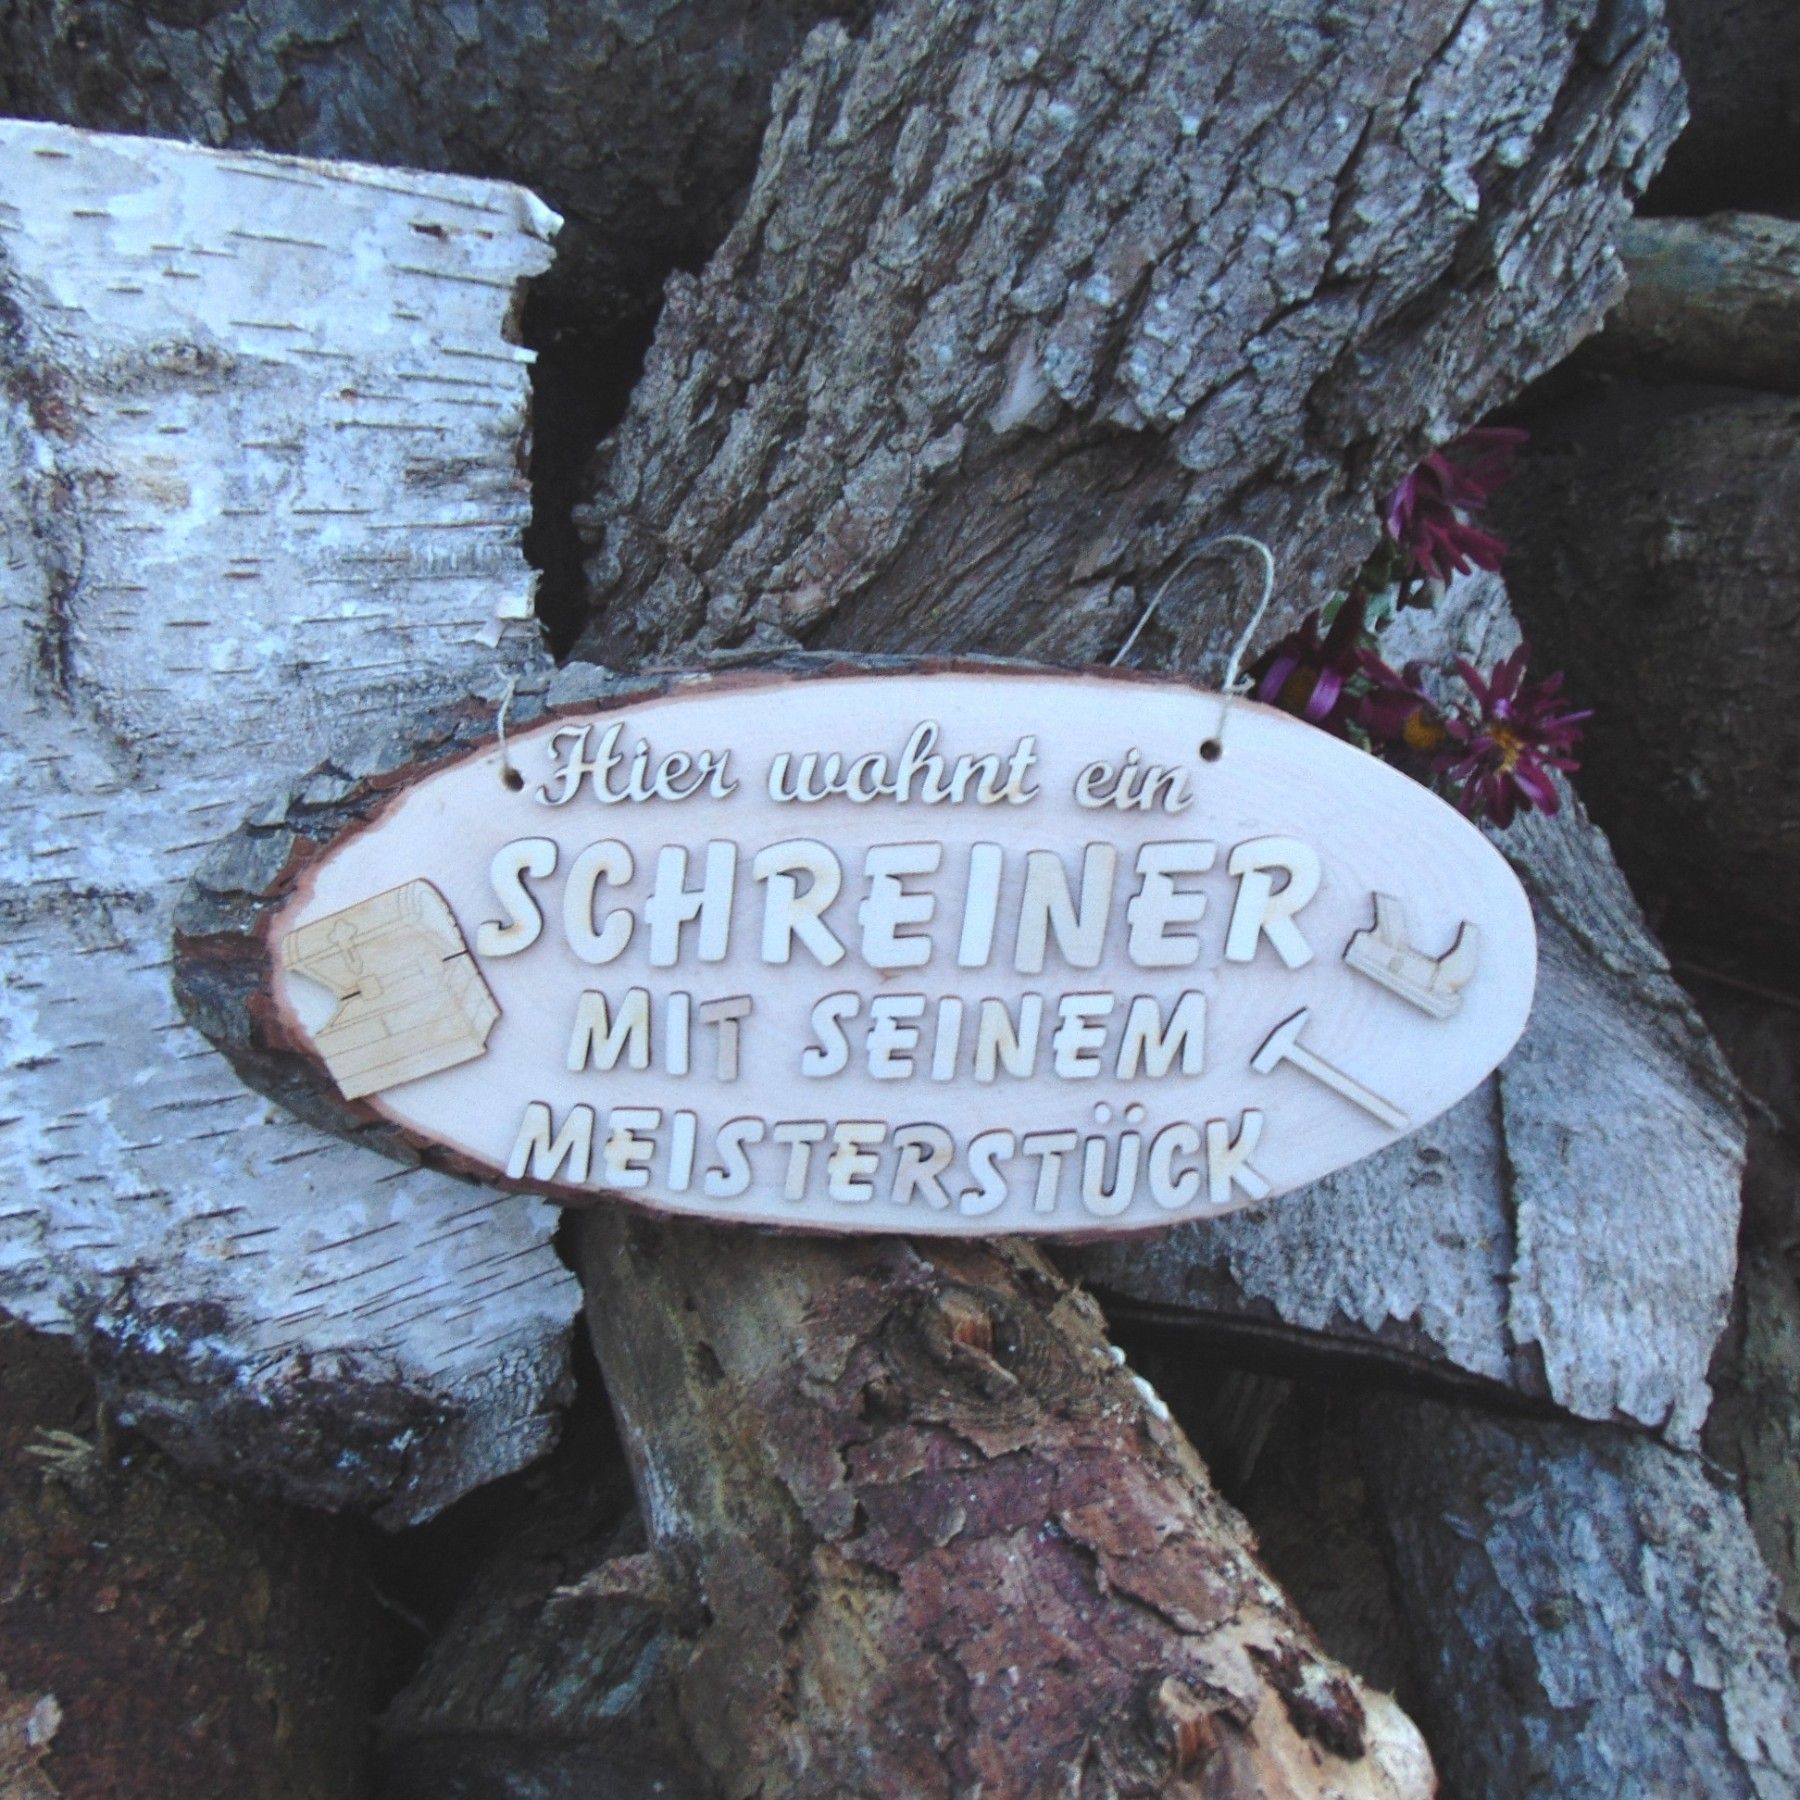 Hier wohnt ein
SCHREINER
MIT SEINEM
MEISTERSTÜCK